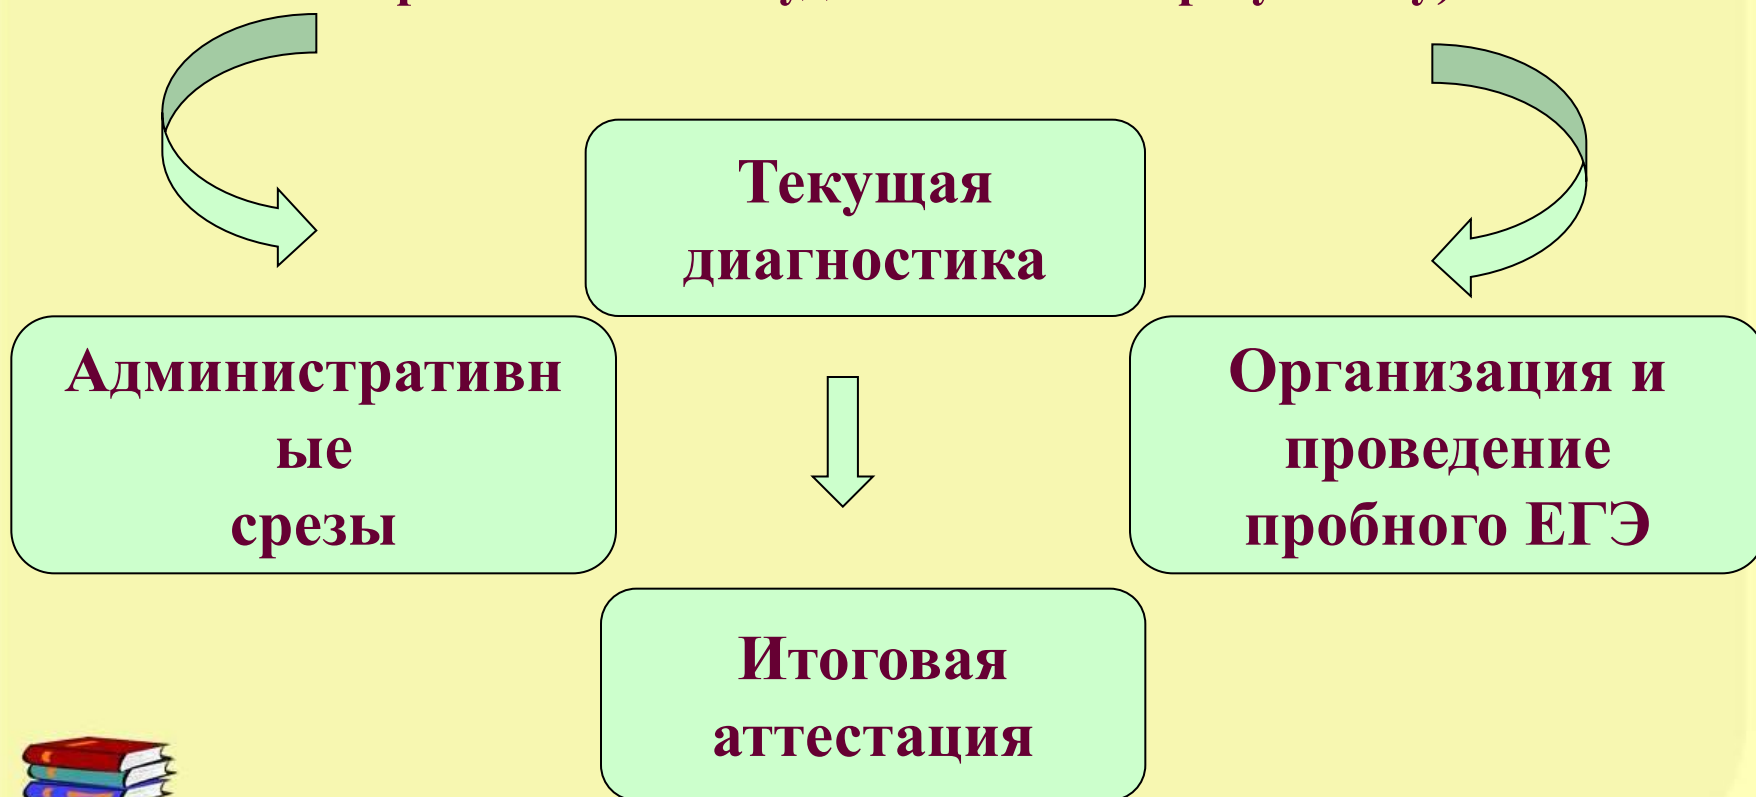 Текущая
диагностика
Административн
ые
срезы
Организация и
проведение
пробного ЕГЭ
Итоговая
аттестация